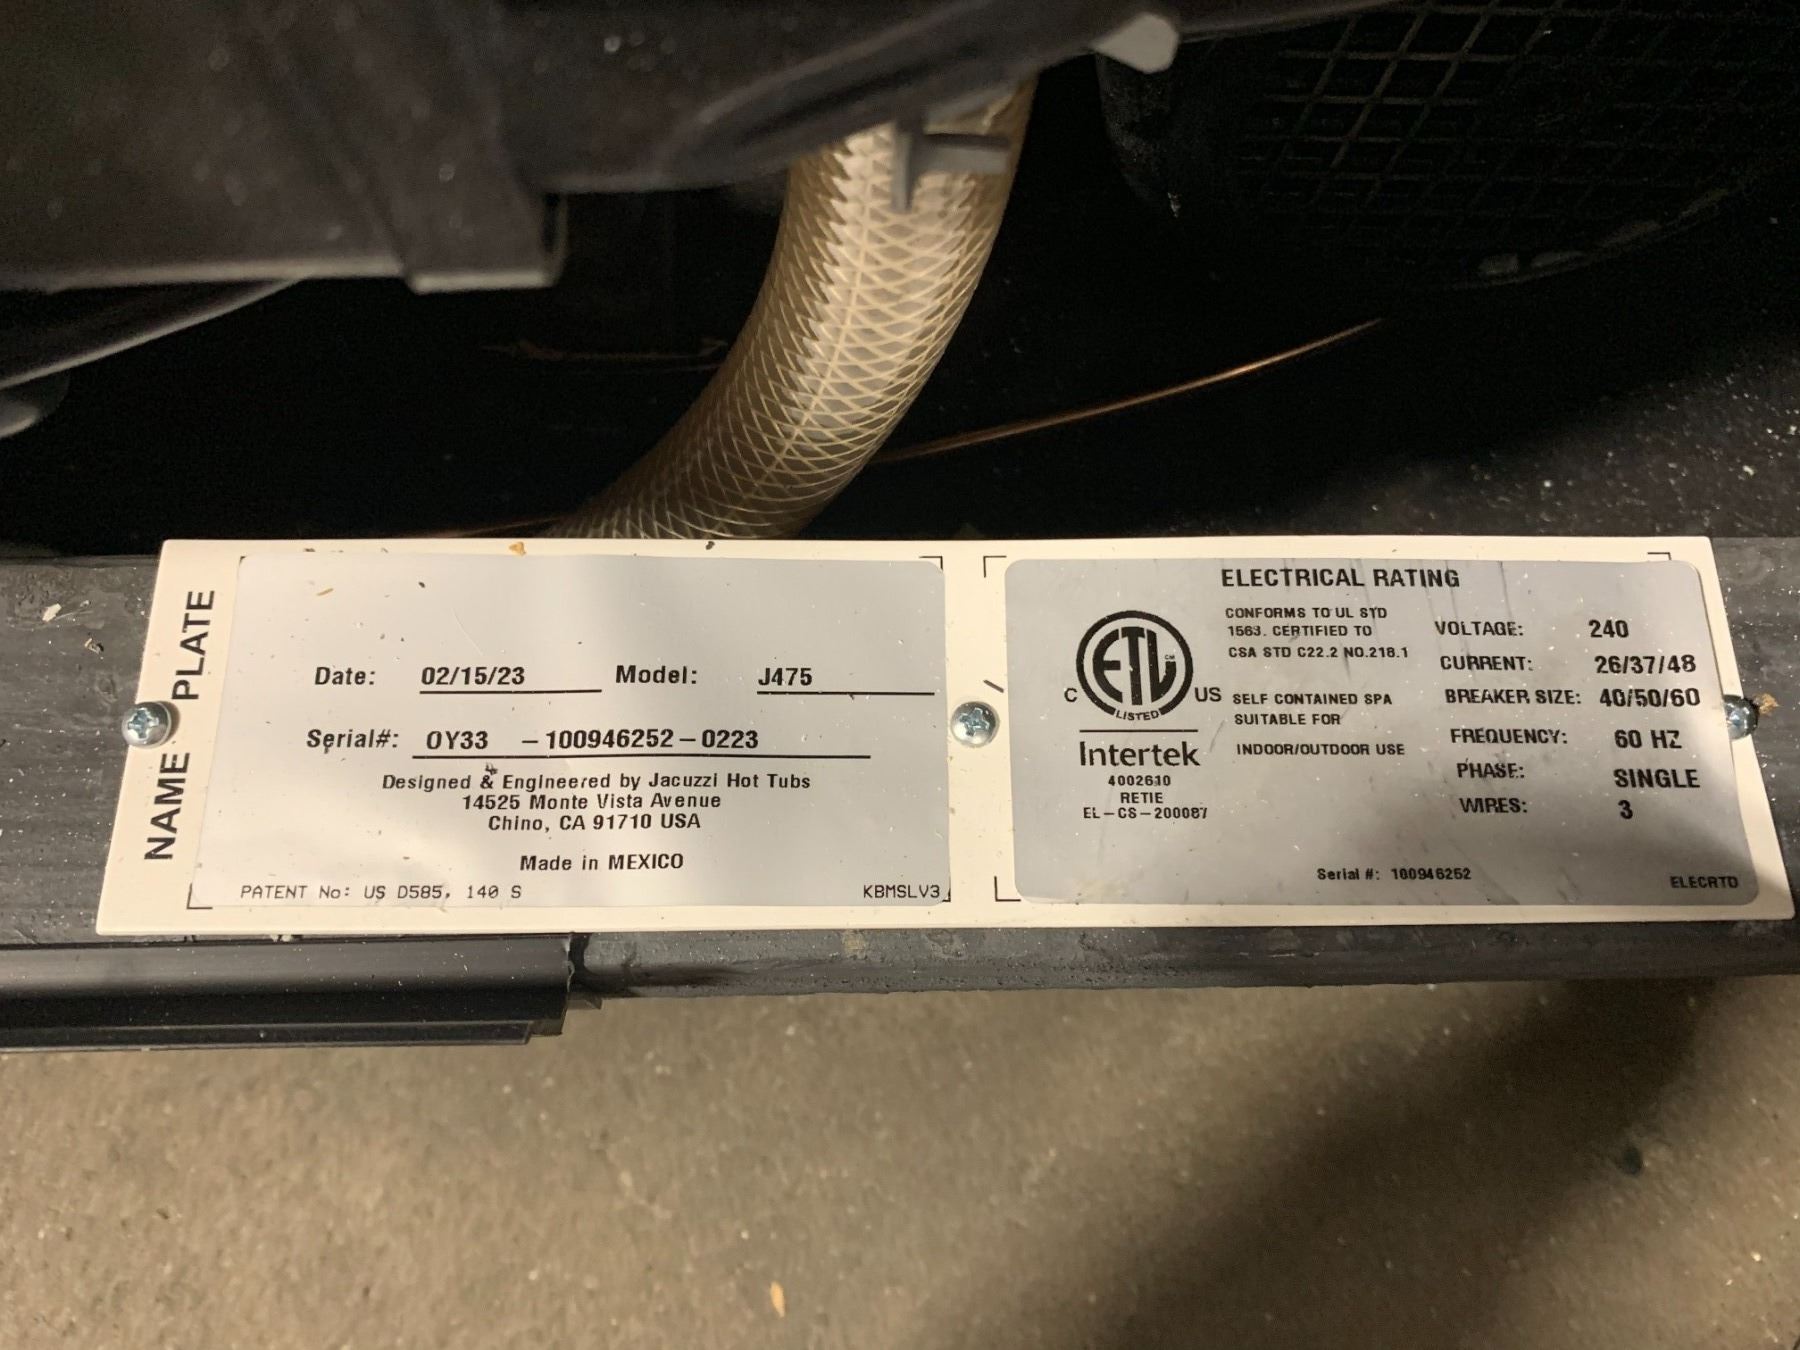 NAME PLATE
Date: 02/15/23 Model: J475
Serial#: OY33 -100946252-0223
Designed & Engineered by Jacuzzi Hot Tubs
14525 Monte Vista Avenue
Chino, CA 91710 USA
Made in MEXICO
PATENT No: US D585, 140 S KBMSLV3
ELECTRICAL RATING
C ETL CM US
LISTED
Intertek
4002610
RETIE
EL-CS-200087
CONFORMS TO UL STD
1563. CERTIFIED TO
CSA STD C22.2 NO.218.1
SELF CONTAINED SPA
SUITABLE FOR
INDOOR/OUTDOOR USE
VOLTAGE: 240
CURRENT: 26/37/48
BREAKER SIZE: 40/50/60
FREQUENCY: 60 HZ
PHASE: SINGLE
WIRES: 3
Serial #: 100946252
ELECRTD